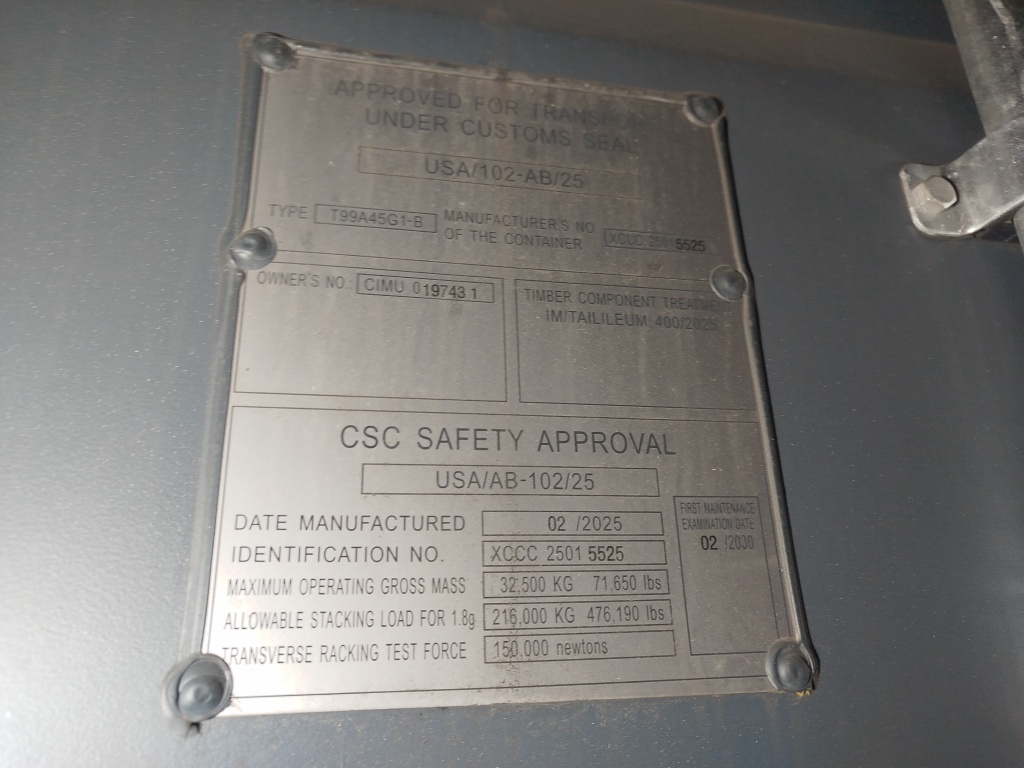 APPROVED FOR TRANSPORT
UNDER CUSTOMS SEAL
USA/102-AB/25
TYPE T99A45G1-B MANUFACTURER'S NO. OF THE CONTAINER XCCC 2501 5525
OWNER'S NO.: CIMU 019743 1
TIMBER COMPONENT TREATMENT
IM/TAILILEUM 400/2025
CSC SAFETY APPROVAL
USA/AB-102/25
DATE MANUFACTURED 02 /2025
IDENTIFICATION NO. XCCC 2501 5525
MAXIMUM OPERATING GROSS MASS 32,500 KG 71,650 lbs
ALLOWABLE STACKING LOAD FOR 1.8g 216,000 KG 476,190 lbs
TRANSVERSE RACKING TEST FORCE 150,000 newtons
FIRST MAINTENANCE
EXAMINATION DATE
02 /2030